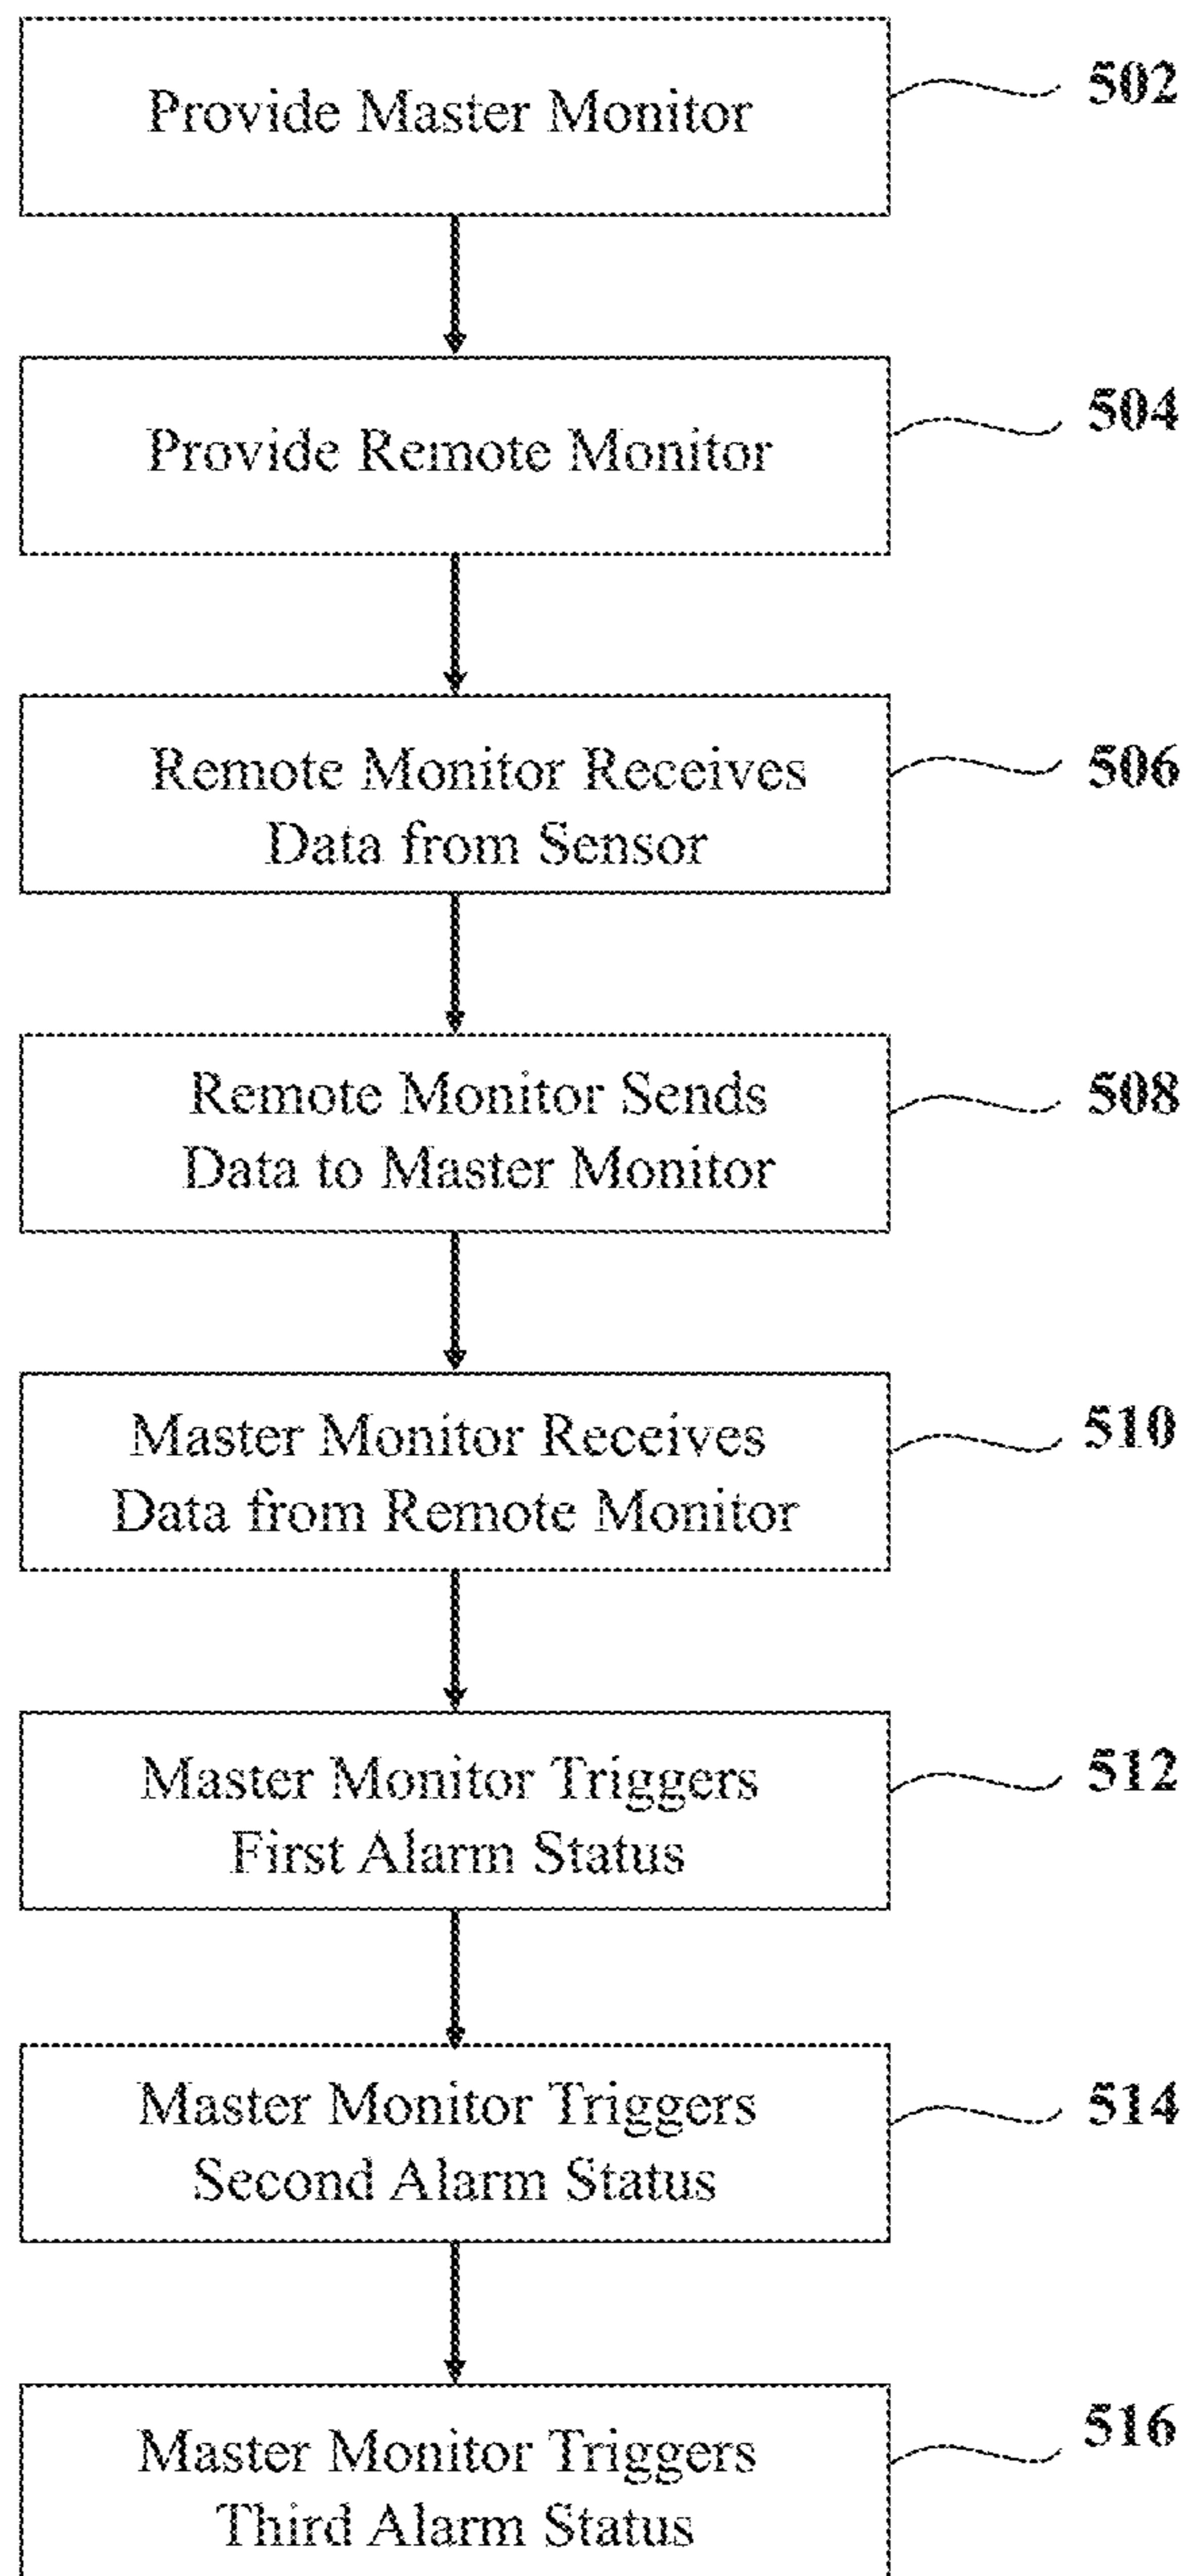 Provide Master Monitor
502
Provide Remote Monitor
504
Remote Monitor Receives
Data from Sensor
506
Remote Monitor Sends
Data to Master Monitor
508
Master Monitor Receives
Data from Remote Monitor
510
Master Monitor Triggers
First Alarm Status
512
Master Monitor Triggers
Second Alarm Status
514
Master Monitor Triggers
Third Alarm Status
516